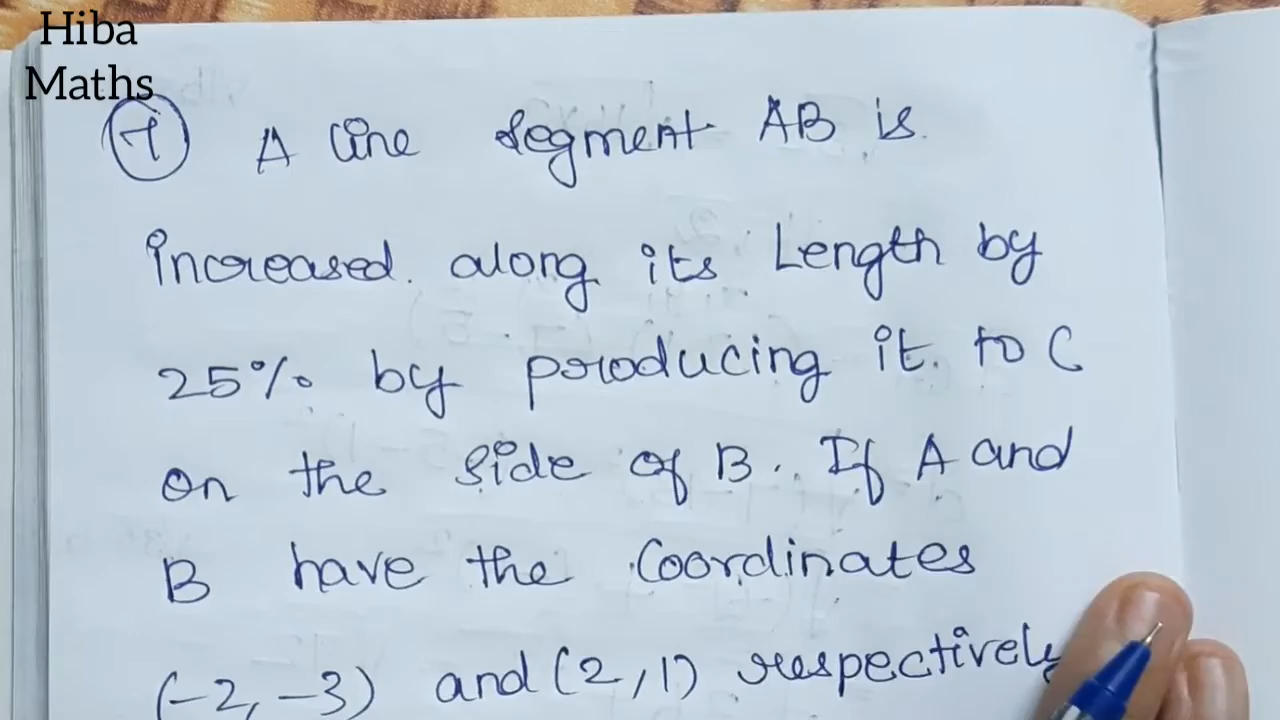 Hiba
Maths
7 A line segment AB is
increased along its Length by
25% by producing it to C
on the side of B. If A and
B have the coordinates
(-2, -3) and (2, 1) respectively